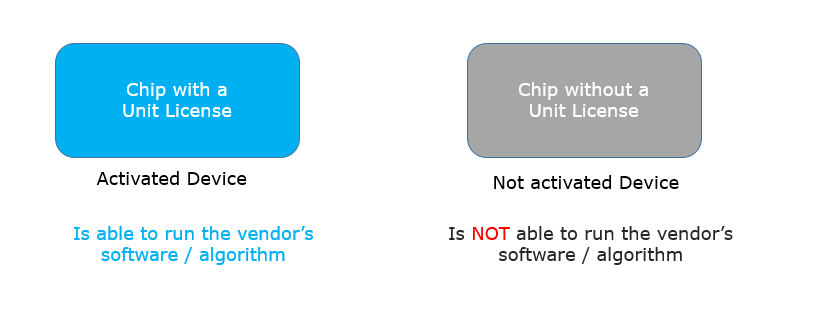 Chip with a
Unit License
Activated Device
Is able to run the vendor’s
software / algorithm
Chip without a
Unit License
Not activated Device
Is NOT able to run the vendor’s
software / algorithm